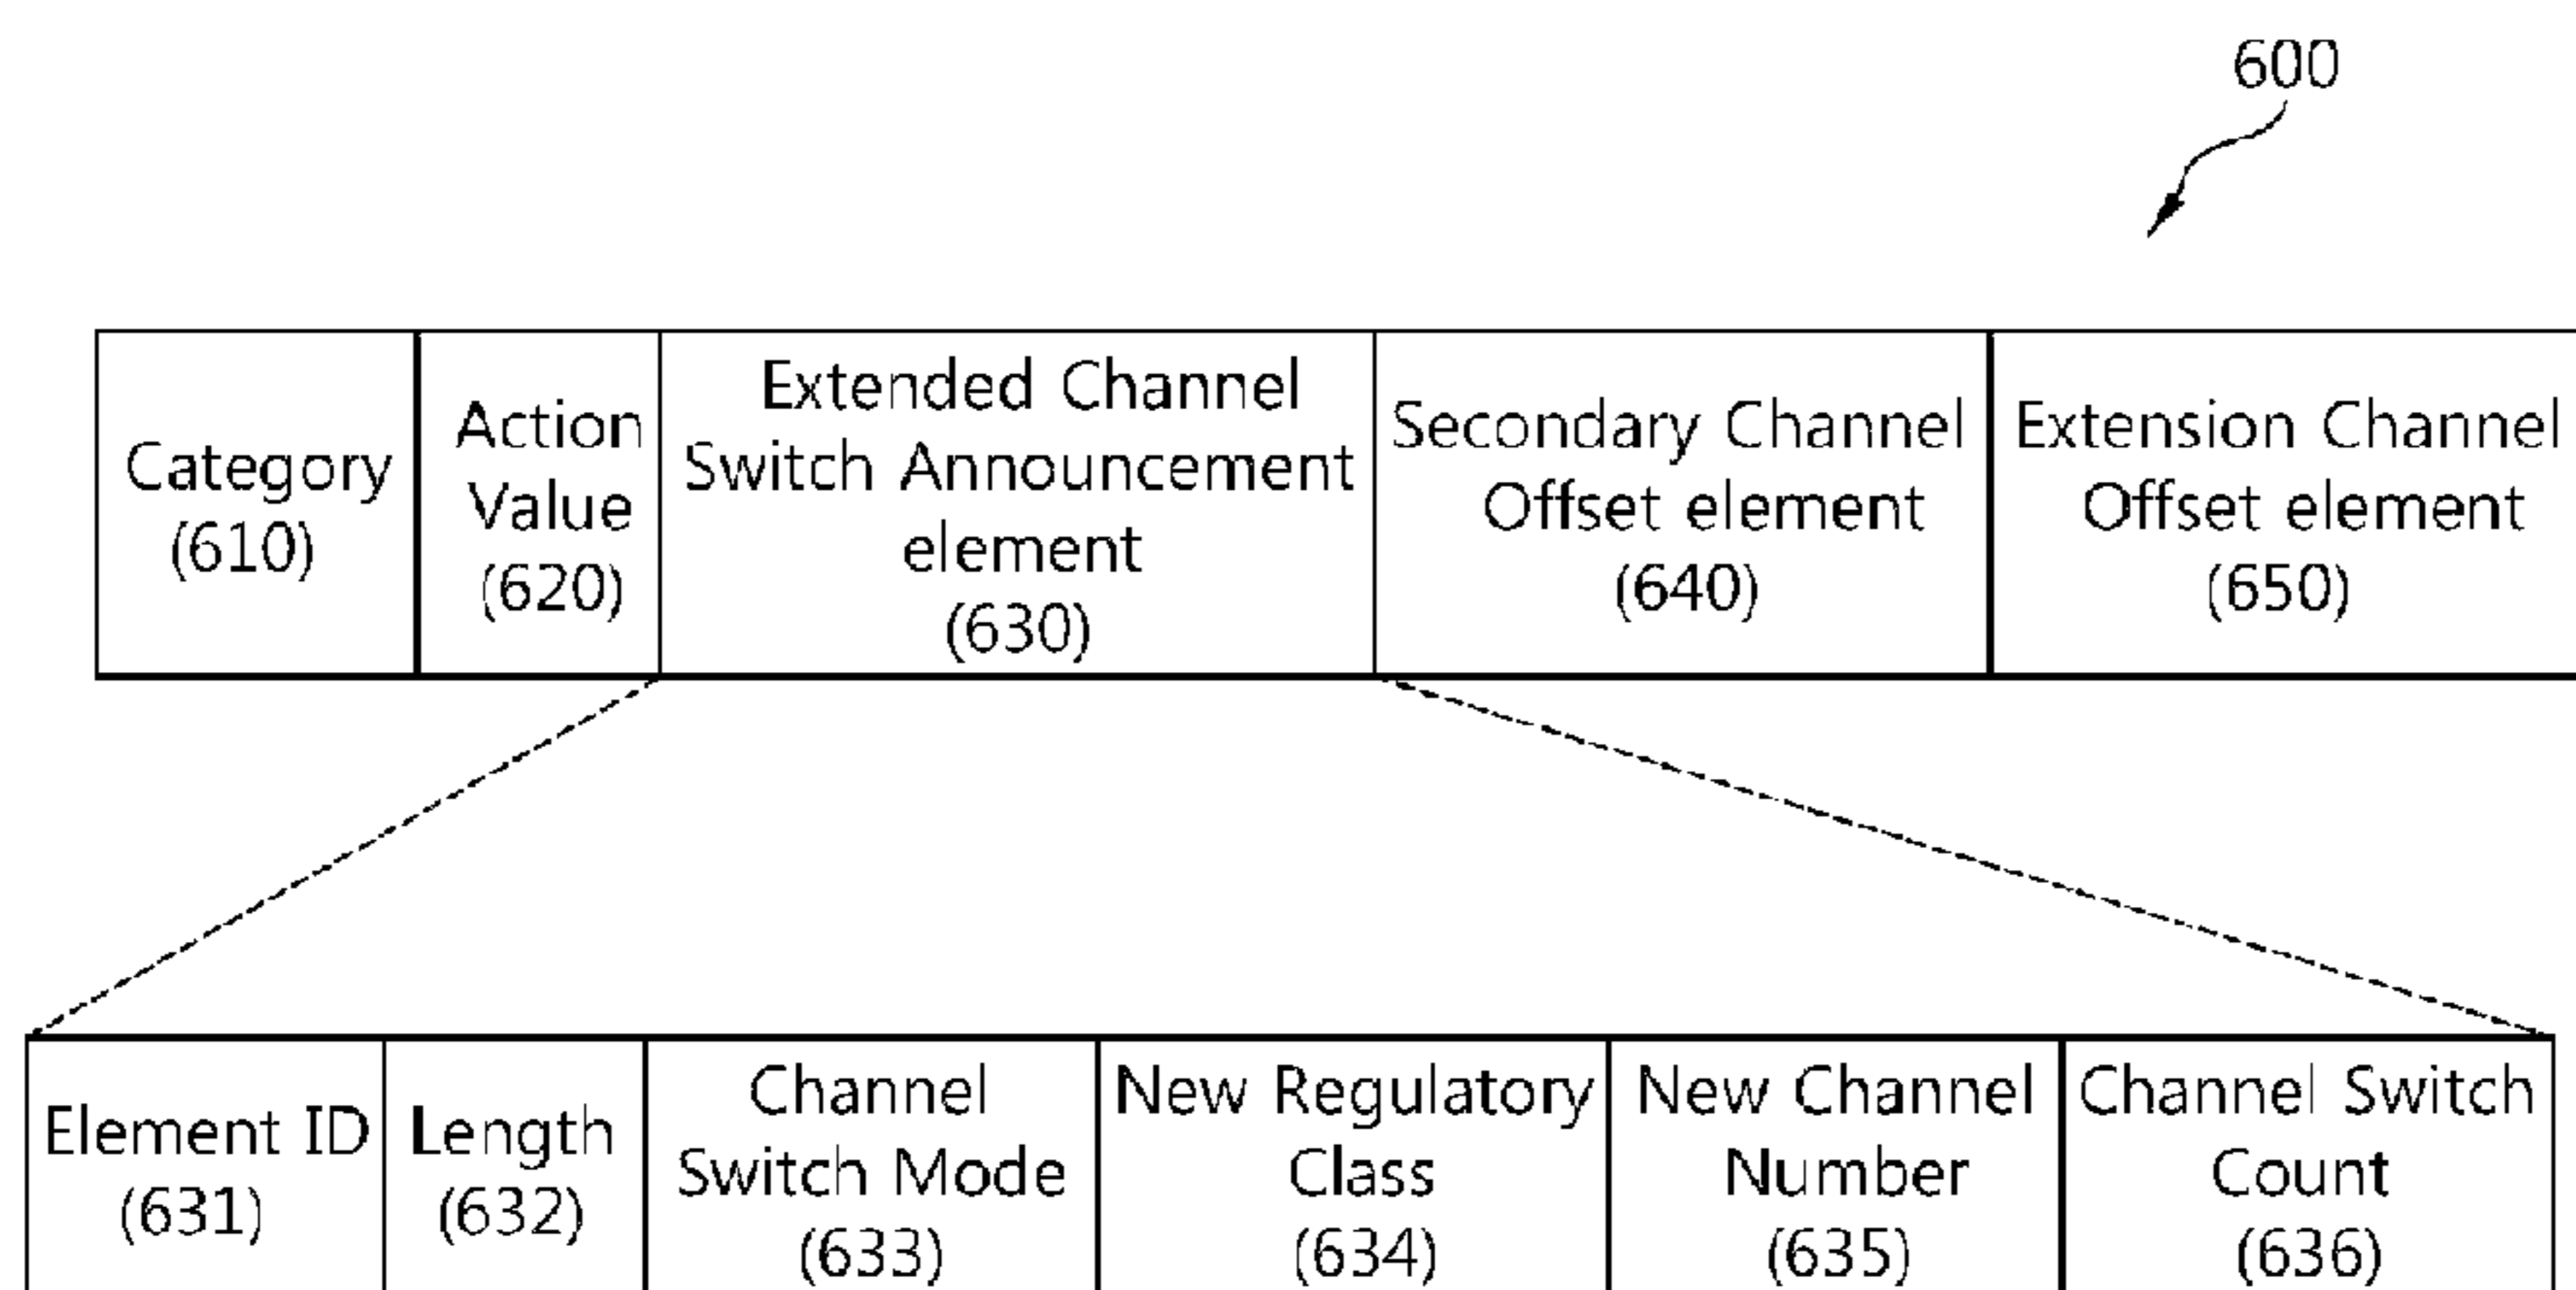 600
Category
(610)
Action
Value
(620)
Extended Channel
Switch Announcement
element
(630)
Secondary Channel
Offset element
(640)
Extension Channel
Offset element
(650)
Element ID
(631)
Length
(632)
Channel
Switch Mode
(633)
New Regulatory
Class
(634)
New Channel
Number
(635)
Channel Switch
Count
(636)